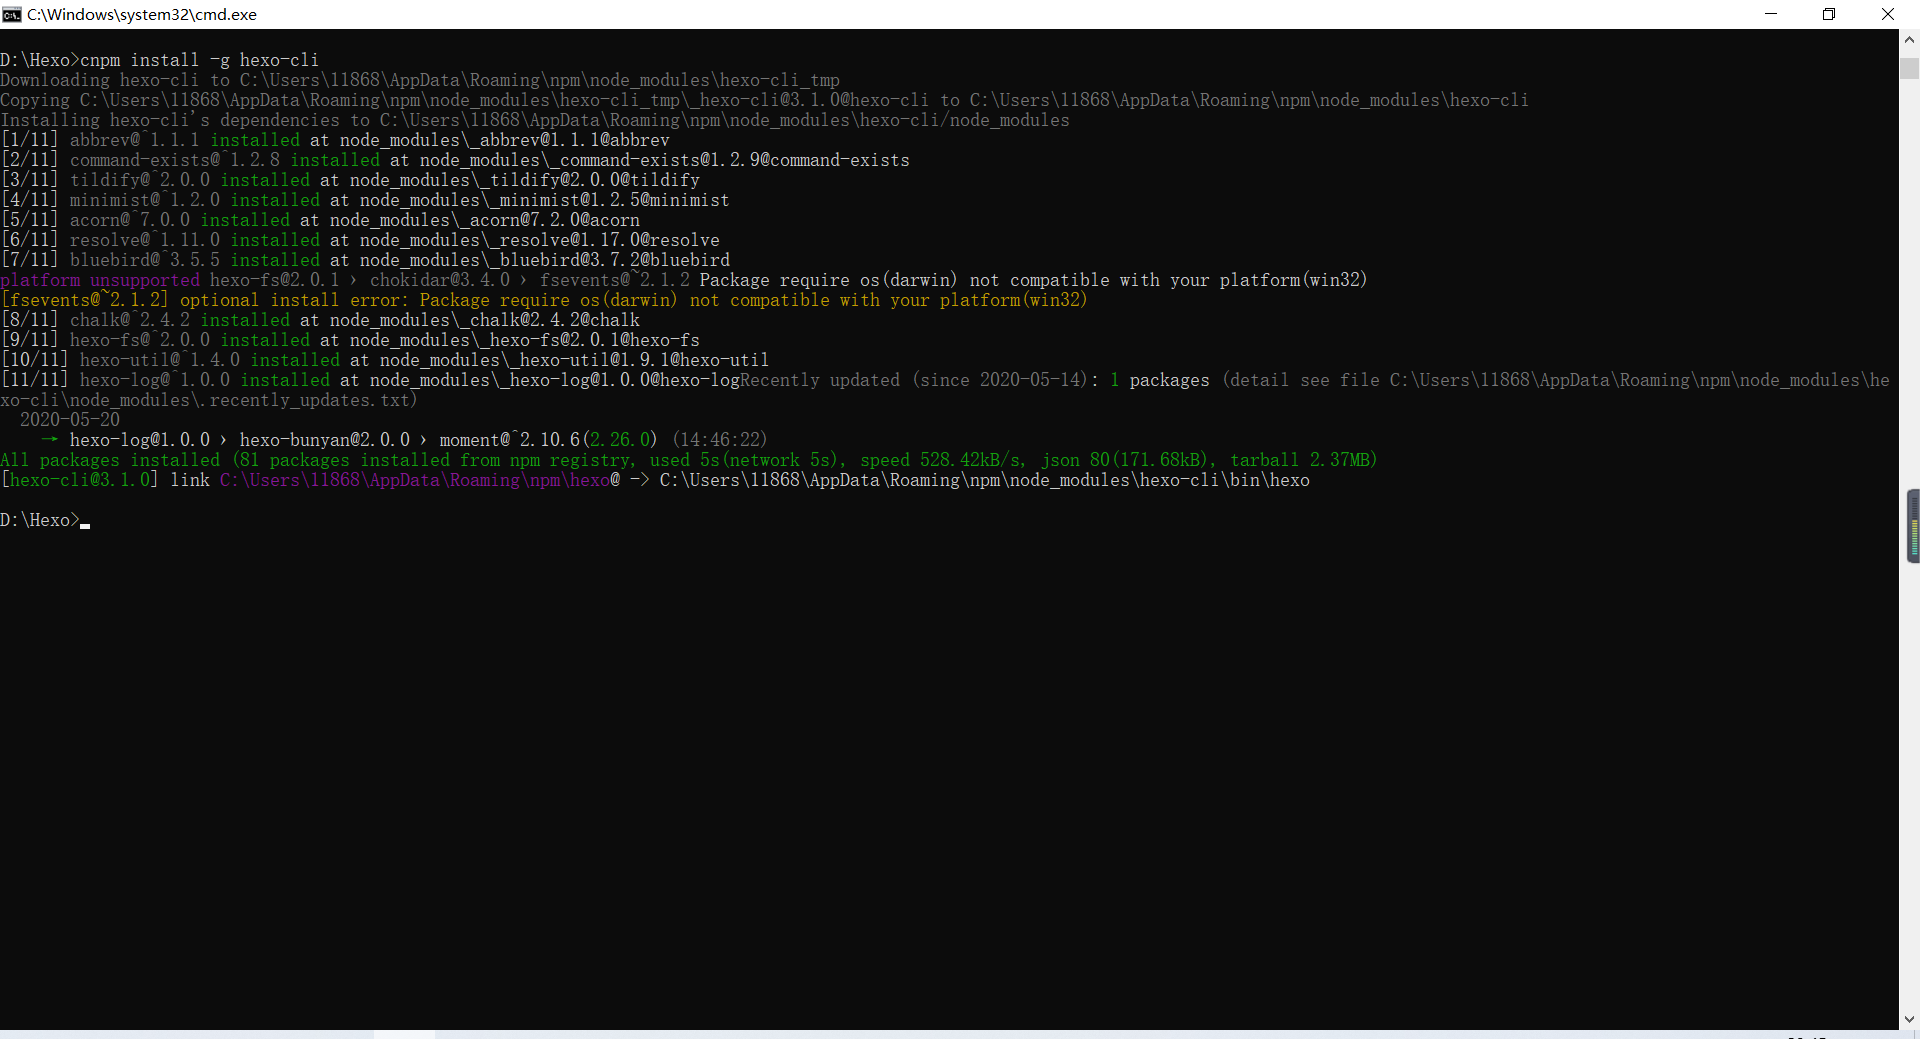 C:\Windows\system32\cmd.exe
D:\Hexo>cnpm install -g hexo-cli
Downloading hexo-cli to C:\Users\11868\AppData\Roaming\npm\node_modules\hexo-cli_tmp
Copying C:\Users\11868\AppData\Roaming\npm\node_modules\hexo-cli_tmp\_hexo-cli@3.1.0@hexo-cli to C:\Users\11868\AppData\Roaming\npm\node_modules\hexo-cli
Installing hexo-cli's dependencies to C:\Users\11868\AppData\Roaming\npm\node_modules\hexo-cli/node_modules
[1/11] abbrev@^1.1.1 installed at node_modules\_abbrev@1.1.1@abbrev
[2/11] command-exists@^1.2.8 installed at node_modules\_command-exists@1.2.9@command-exists
[3/11] tildify@^2.0.0 installed at node_modules\_tildify@2.0.0@tildify
[4/11] minimist@^1.2.0 installed at node_modules\_minimist@1.2.5@minimist
[5/11] acorn@^7.0.0 installed at node_modules\_acorn@7.2.0@acorn
[6/11] resolve@^1.11.0 installed at node_modules\_resolve@1.17.0@resolve
[7/11] bluebird@^3.5.5 installed at node_modules\_bluebird@3.7.2@bluebird
platform unsupported hexo-fs@2.0.1 › chokidar@3.4.0 › fsevents@~2.1.2 Package require os(darwin) not compatible with your platform(win32)
[fsevents@~2.1.2] optional install error: Package require os(darwin) not compatible with your platform(win32)
[8/11] chalk@^2.4.2 installed at node_modules\_chalk@2.4.2@chalk
[9/11] hexo-fs@^2.0.0 installed at node_modules\_hexo-fs@2.0.1@hexo-fs
[10/11] hexo-util@^1.4.0 installed at node_modules\_hexo-util@1.9.1@hexo-util
[11/11] hexo-log@^1.0.0 installed at node_modules\_hexo-log@1.0.0@hexo-logRecently updated (since 2020-05-14): 1 packages (detail see file C:\Users\11868\AppData\Roaming\npm\node_modules\he
xo-cli\node_modules\.recently_updates.txt)
2020-05-20
→ hexo-log@1.0.0 › hexo-bunyan@2.0.0 › moment@^2.10.6(2.26.0) (14:46:22)
All packages installed (81 packages installed from npm registry, used 5s(network 5s), speed 528.42kB/s, json 80(171.68kB), tarball 2.37MB)
[hexo-cli@3.1.0] link C:\Users\11868\AppData\Roaming\npm\hexo@ -> C:\Users\11868\AppData\Roaming\npm\node_modules\hexo-cli\bin\hexo
D:\Hexo>